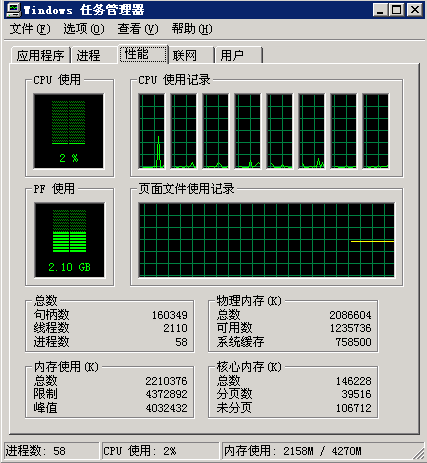 Windows 任务管理器
文件(F) 选项(O) 查看(V) 帮助(H)
应用程序 进程 性能 联网 用户
CPU 使用 CPU 使用记录
2 %
PF 使用 页面文件使用记录
2.10 GB
总数 物理内存(K)
句柄数 160349 总数 2086604
线程数 2110 可用数 1235736
进程数 58 系统缓存 758500
内存使用(K) 核心内存(K)
总数 2210376 总数 146228
限制 4372892 分页数 39516
峰值 4032432 未分页 106712
进程数: 58 CPU 使用: 2% 内存使用: 2158M / 4270M